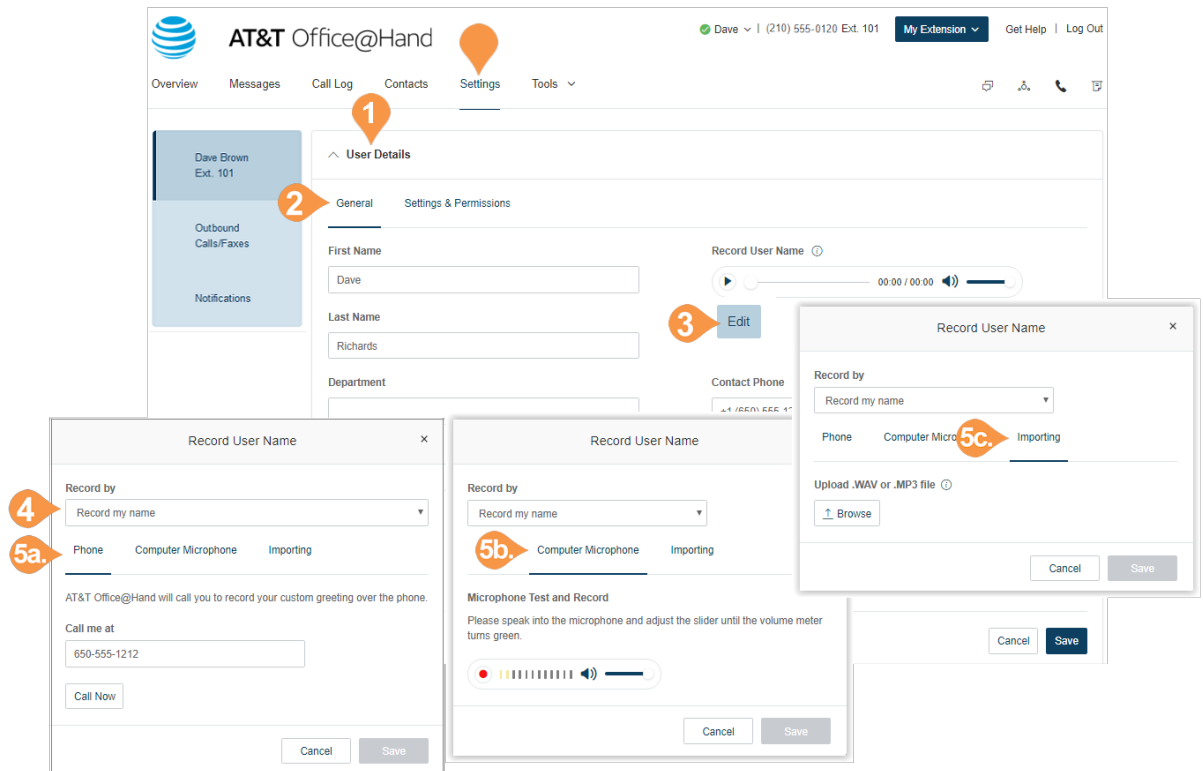 AT&T Office@Hand
Dave | (210) 555-0120 Ext. 101 My Extension Get Help | Log Out
Overview Messages Call Log Contacts Settings Tools
1
Dave Brown
Ext. 101
Outbound
Calls/Faxes
Notifications
User Details
2
General Settings & Permissions
First Name
Dave
Last Name
Richards
Department
Record User Name
00:00 / 00:00
3
Edit
Contact Phone
Cancel Save
Record User Name ×
4
Record by
Record my name
5a.
Phone Computer Microphone Importing
AT&T Office@Hand will call you to record your custom greeting over the phone.
Call me at
650-555-1212
Call Now
Cancel Save
Record User Name
Record by
Record my name
5b.
Computer Microphone Importing
Microphone Test and Record
Please speak into the microphone and adjust the slider until the volume meter
turns green.
Cancel Save
Record User Name ×
Record by
Record my name
Phone Computer 5c. Importing
Upload .WAV or .MP3 file
Browse
Cancel Save